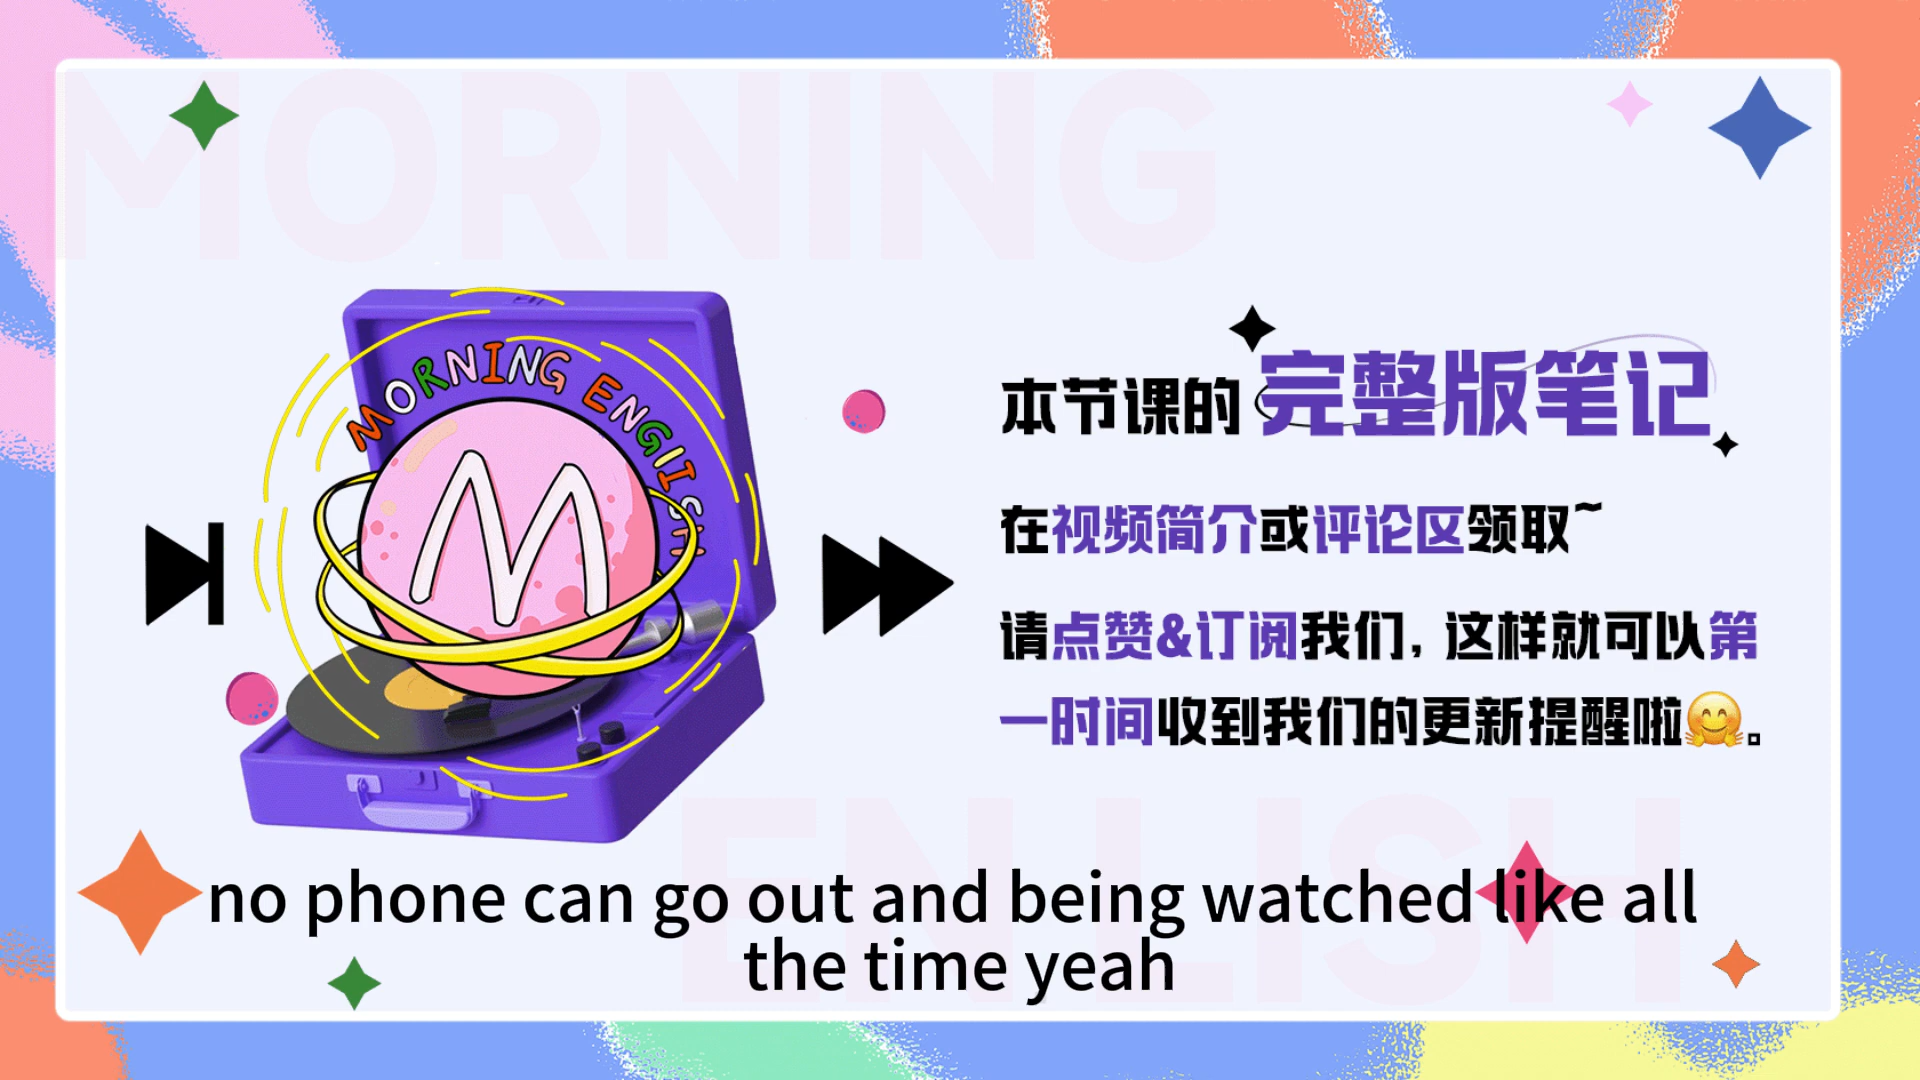 MORNING
MORNING ENGLISH
M
本节课的完整版笔记
在视频简介或评论区领取~
请点赞&订阅我们，这样就可以第
一时间收到我们的更新提醒啦🤗。
ENGLISH
no phone can go out and being watched like all
the time yeah